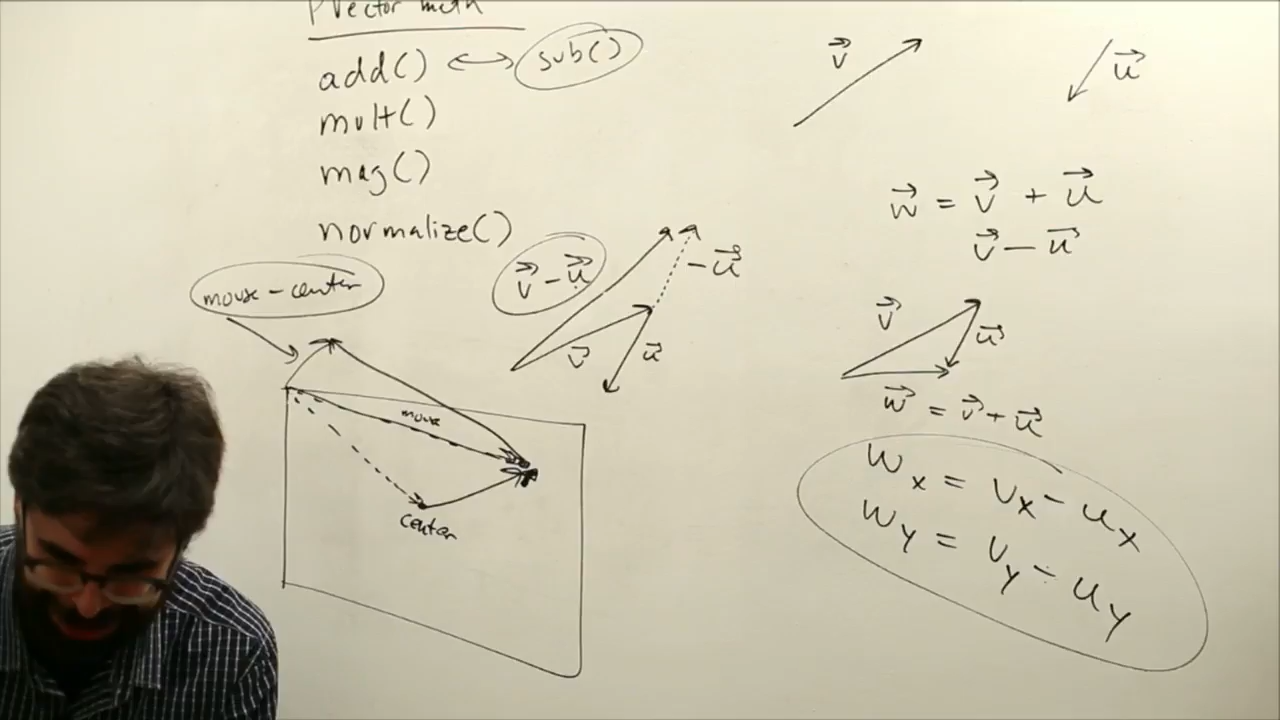 PVector math
add() ↔ sub()
mult()
mag()
normalize()
mouse - center
mouse
center
v⃗ - u⃗
-u⃗
v⃗
u⃗
v⃗
u⃗
w⃗ = v⃗ + u⃗
v⃗ - u⃗
v⃗
u⃗
w⃗ = v⃗ + u⃗
Wx = Vx - ux
Wy = Vy - uy